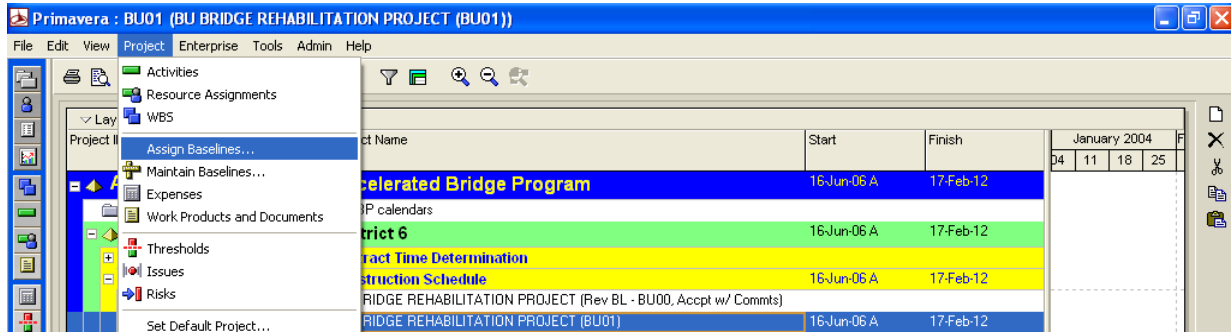 Primavera : BU01 (BU BRIDGE REHABILITATION PROJECT (BU01))
File Edit View Project Enterprise Tools Admin Help
Activities
Resource Assignments
WBS
Assign Baselines...
Maintain Baselines...
Expenses
Work Products and Documents
Thresholds
Issues
Risks
Set Default Project...
Lay
Project I ct Name Start Finish January 2004 F
04 11 18 25
A celerated Bridge Program 16-Jun-06 A 17-Feb-12
BP calendars
trict 6 16-Jun-06 A 17-Feb-12
ract Time Determination
struction Schedule 16-Jun-06 A 17-Feb-12
RIDGE REHABILITATION PROJECT (Rev BL - BU00, Accpt w/ Commts)
RIDGE REHABILITATION PROJECT (BU01) 16-Jun-06 A 17-Feb-12